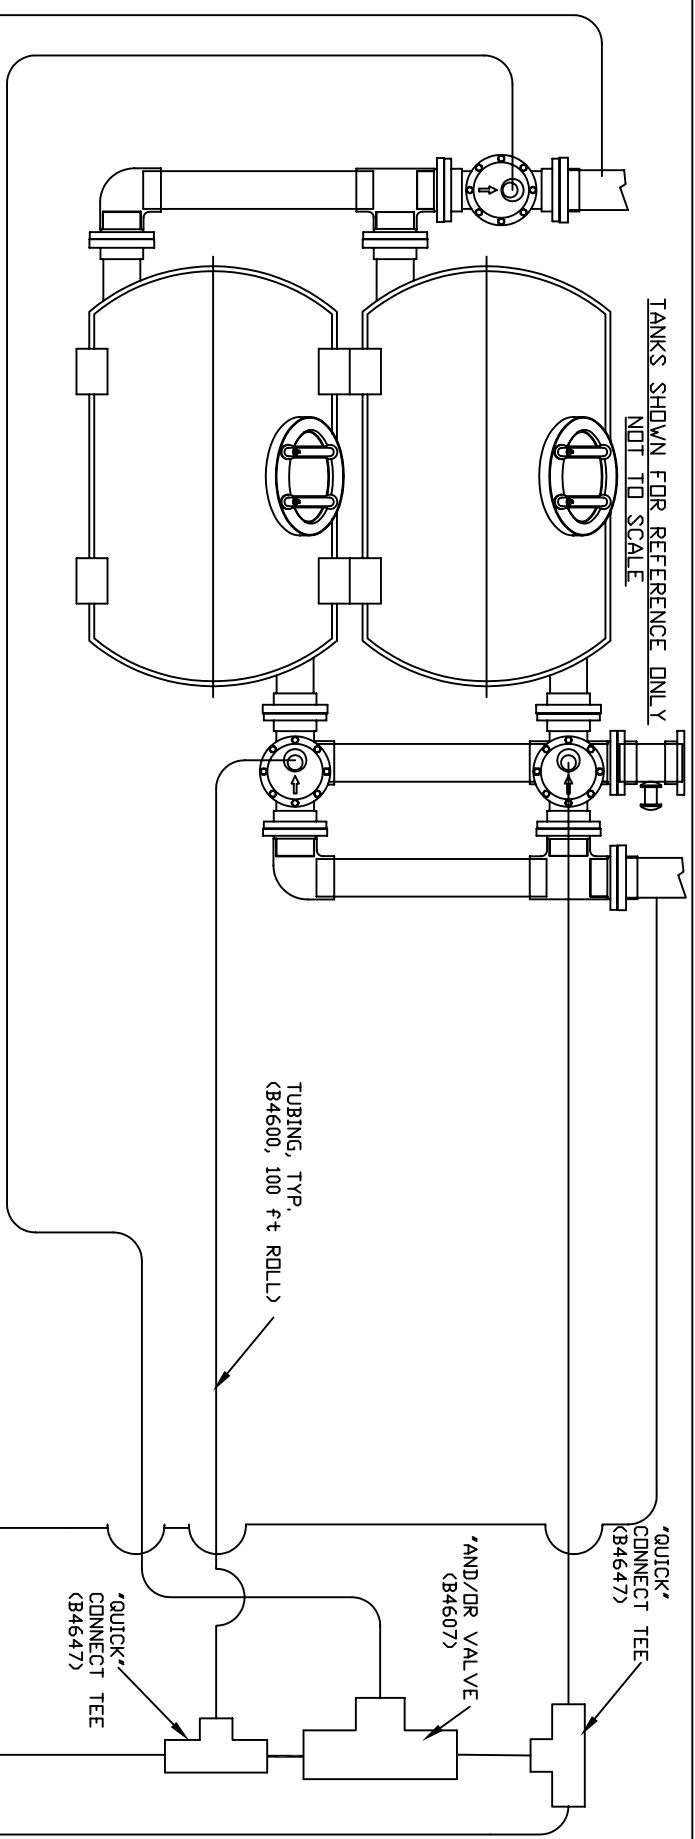 TANKS SHOWN FOR REFERENCE ONLY
NOT TO SCALE
TUBING, TYP.
(B4600, 100 ft ROLL)
"QUICK"
CONNECT TEE
(B4647)
"AND/OR VALVE
(B4607)
"QUICK"
CONNECT TEE
(B4647)